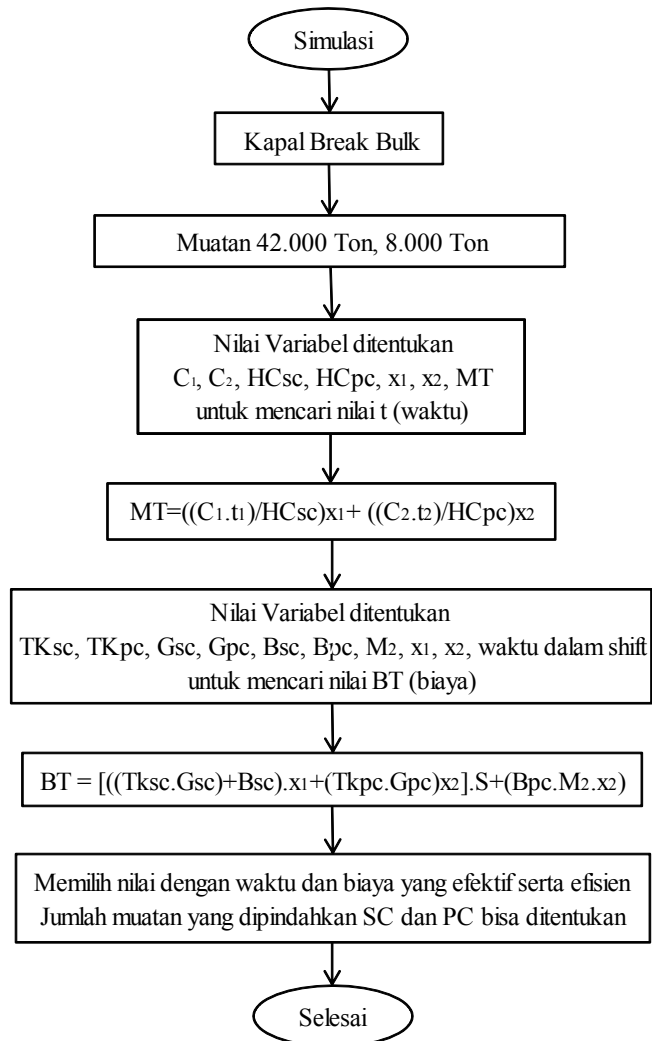 Simulasi
Kapal Break Bulk
Muatan 42.000 Ton, 8.000 Ton
Nilai Variabel ditentukan
C₁, C₂, HCsc, HCpc, x₁, x₂, MT
untuk mencari nilai t (waktu)
MT=((C₁.t₁)/HCsc)x₁+ ((C₂.t₂)/HCpc)x₂
Nilai Variabel ditentukan
TKsc, TKpc, Gsc, Gpc, Bsc, Bpc, M₂, x₁, x₂, waktu dalam shift
untuk mencari nilai BT (biaya)
BT = [((Tksc.Gsc)+Bsc).x₁+(Tkpc.Gpc)x₂].S+(Bpc.M₂.x₂)
Memilih nilai dengan waktu dan biaya yang efektif serta efisien
Jumlah muatan yang dipindahkan SC dan PC bisa ditentukan
Selesai